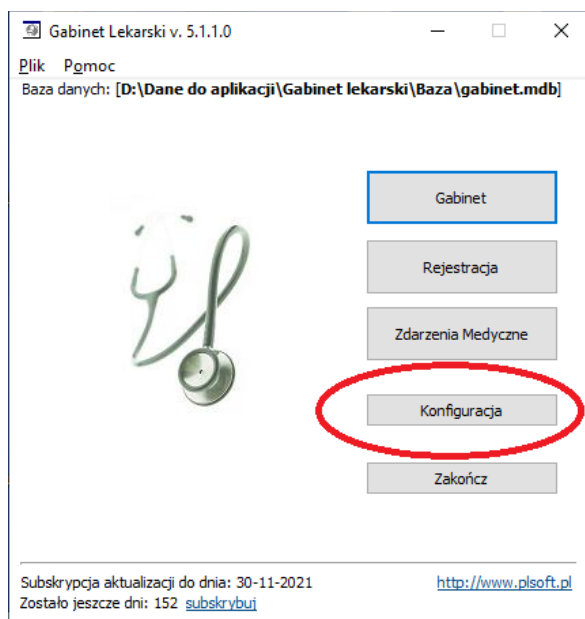 Gabinet Lekarski v. 5.1.1.0
Plik Pomoc
Baza danych: [D:\Dane do aplikacji\Gabinet lekarski\Baza\gabinet.mdb]
Gabinet
Rejestracja
Zdarzenia Medyczne
Konfiguracja
Zakończ
Subskrypcja aktualizacji do dnia: 30-11-2021 http://www.plsoft.pl
Zostało jeszcze dni: 152 subskrybuj